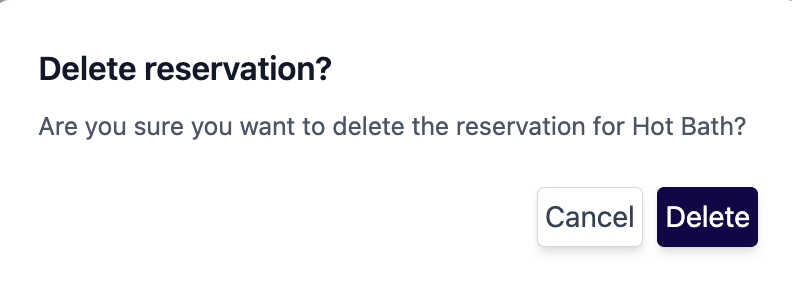 Delete reservation?
Are you sure you want to delete the reservation for Hot Bath?
Cancel Delete